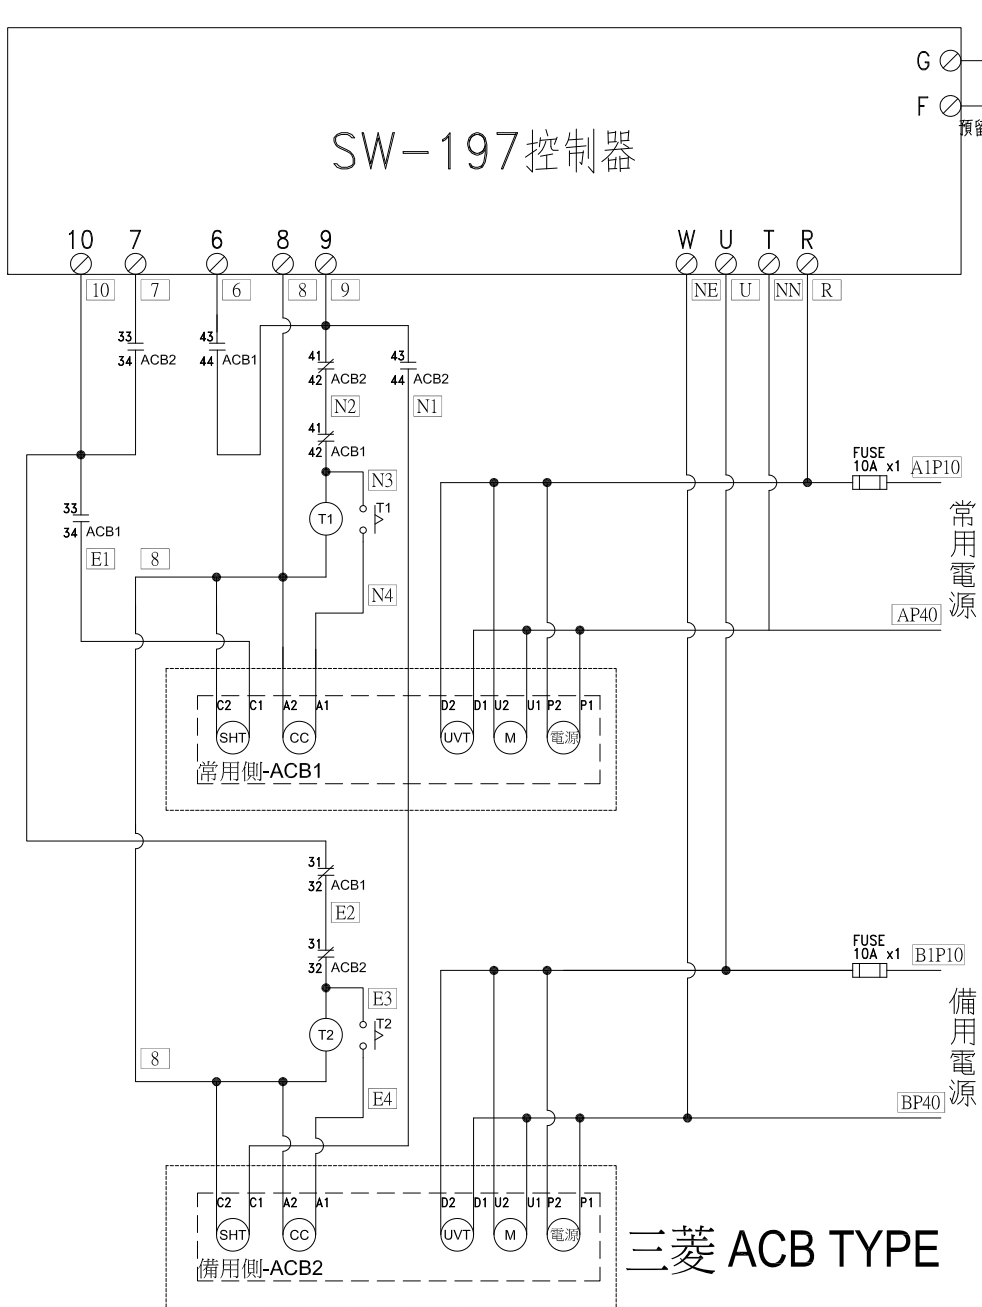 G
F
預留
SW-197控制器
10 7 6 8 9 W U T R
10 7 6 8 9 NE U NN R
33
34 ACB2
43
44 ACB1
41
42 ACB2
43
44 ACB2
N2 N1
41
42 ACB1
FUSE
10A x1 A1P10
N3
T1 T1
33
34 ACB1
E1 8
常用電源
N4
AP40
C2 C1 A2 A1 D2 D1 U2 U1 P2 P1
SHT CC UVT M 電源
常用側-ACB1
31
32 ACB1
E2
31
32 ACB2
FUSE
10A x1 B1P10
E3
T2 T2
8
備用電源
E4
BP40
C2 C1 A2 A1 D2 D1 U2 U1 P2 P1
SHT CC UVT M 電源
備用側-ACB2
三菱 ACB TYPE